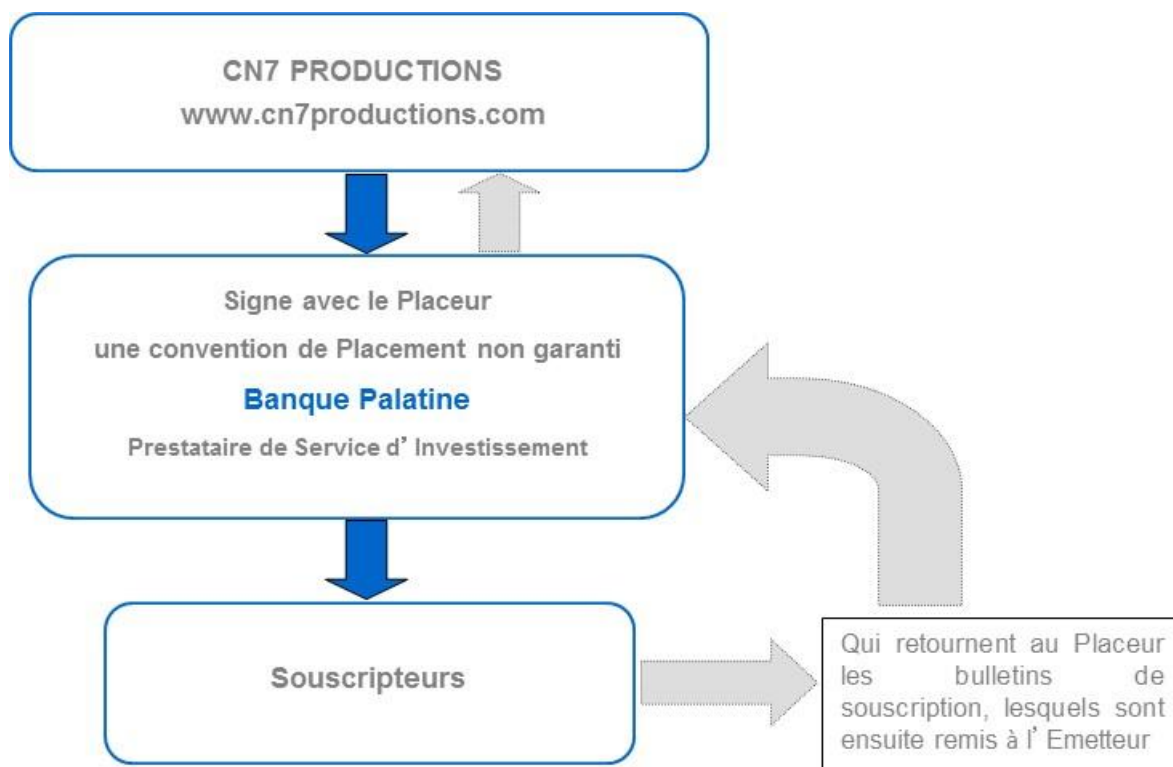 CN7 PRODUCTIONS
www.cn7productions.com
Signe avec le Placeur
une convention de Placement non garanti
Banque Palatine
Prestataire de Service d’ Investissement
Souscripteurs
Qui retournent au Placeur
les bulletins de
souscription, lesquels sont
ensuite remis à l’ Emetteur